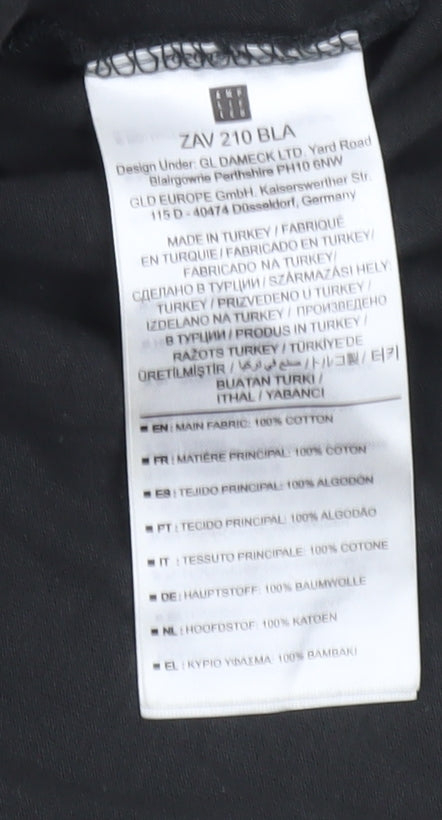 AMP
LIF
IED
ZAV 210 BLA
Design Under: GL DAMECK LTD. Yard Road
Blairgowrie Perthshire PH10 6NW
GLD EUROPE GmbH. Kaiserswerther Str.
115 D - 40474 Düsseldorf, Germany
MADE IN TURKEY / FABRIQUÉ
EN TURQUIE / FABRICADO EN TURKEY/
FABRICADO NA TURKEY/
СДЕЛАНО В ТУРЦИИ / SZÁRMAZÁSI HELY:
TURKEY / PRIZVEDENO U TURKEY /
IZDELANO NA TURKEY / ПРОИЗВЕДЕНО
В ТУРЦИИ / PRODUS IN TURKEY /
RAŽOTS TURKEY / TÜRKİYE'DE
ÜRETİLMİŞTİR / صنع في تركيا /トルコ製/ 터키
BUATAN TURKI /
ITHAL / YABANCI
EN : MAIN FABRIC: 100% COTTON
FR : MATIÈRE PRINCIPAL: 100% COTON
ES : TEJIDO PRINCIPAL: 100% ALGODÓN
PT : TECIDO PRINCIPAL: 100% ALGODÃO
IT : TESSUTO PRINCIPALE: 100% COTONE
DE : HAUPTSTOFF: 100% BAUMWOLLE
NL : HOOFDSTOF: 100% KATOEN
EL : ΚΥΡΙΟ ΥΦΑΣΜΑ: 100% ΒΑΜΒΑΚΙ